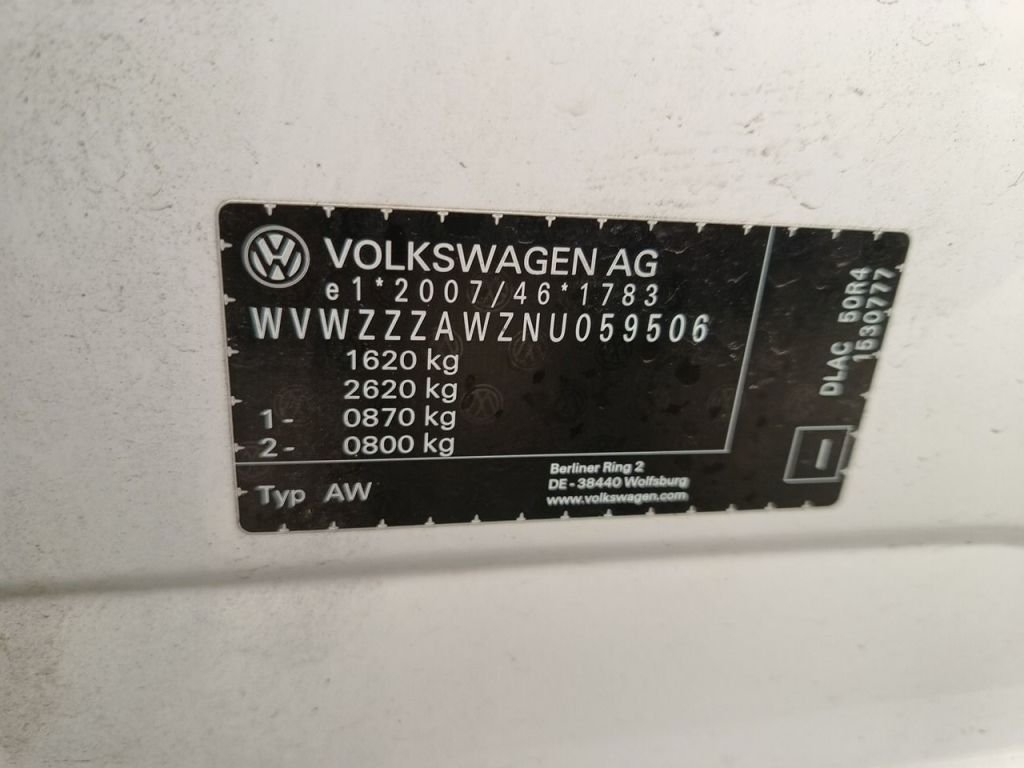 VOLKSWAGEN AG
e1*2007/46*1783
WVWZZZAWZNU059506
1620 kg
2620 kg
1- 0870 kg
2- 0800 kg
Typ AW
Berliner Ring 2
DE-38440 Wolfsburg
www.volkswagen.com
DLAC 50R4
1530777